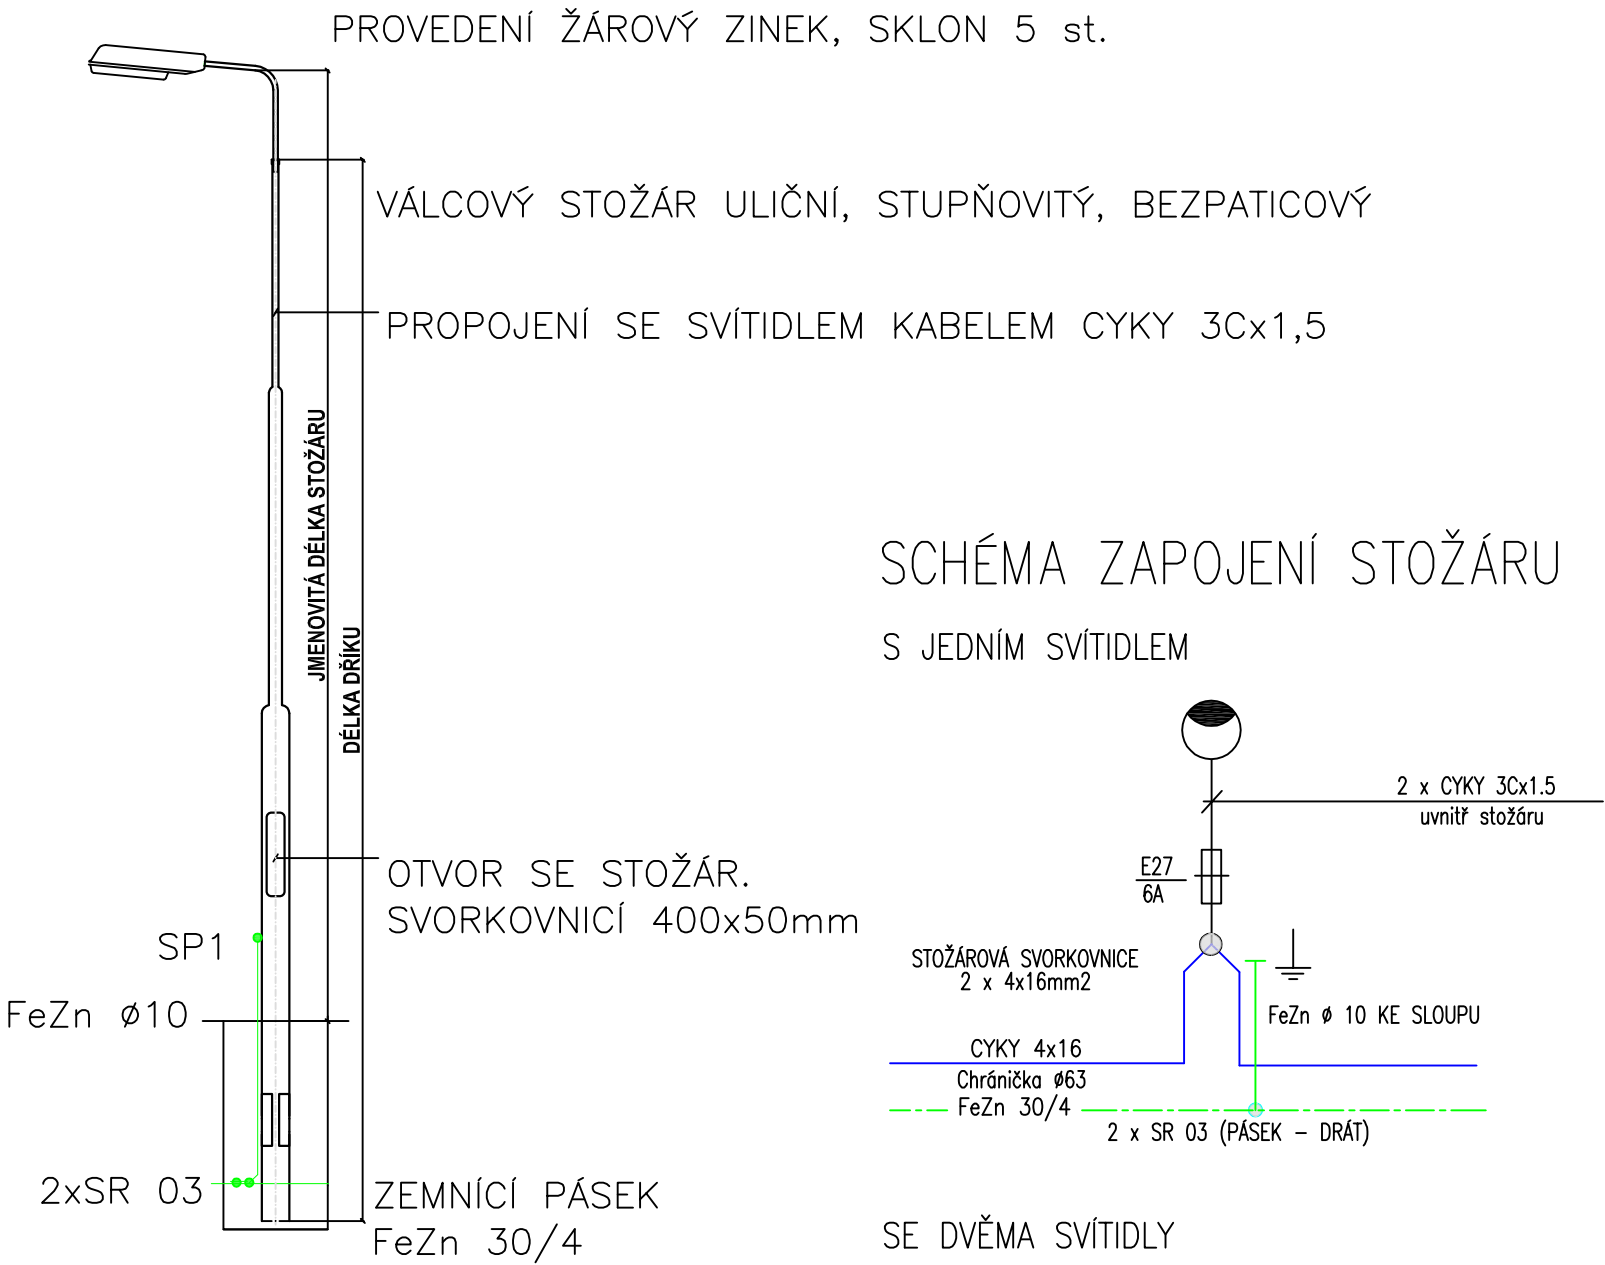 PROVEDENÍ ŽÁROVÝ ZINEK, SKLON 5 st.
VÁLCOVÝ STOŽÁR ULIČNÍ, STUPŇOVITÝ, BEZPATICOVÝ
PROPOJENÍ SE SVÍTIDLEM KABELEM CYKY 3Cx1,5
JMENOVITÁ DÉLKA STOŽÁRU
DÉLKA DŘÍKU
OTVOR SE STOŽÁR.
SVORKOVNICÍ 400x50mm
SP1
FeZn ø10
2xSR 03
ZEMNÍCÍ PÁSEK
FeZn 30/4
SCHÉMA ZAPOJENÍ STOŽÁRU
S JEDNÍM SVÍTIDLEM
2 x CYKY 3Cx1.5
uvnitř stožáru
E27
6A
STOŽÁROVÁ SVORKOVNICE
2 x 4x16mm2
FeZn ø 10 KE SLOUPU
CYKY 4x16
Chránička ø63
FeZn 30/4
2 x SR 03 (PÁSEK - DRÁT)
SE DVĚMA SVÍTIDLY